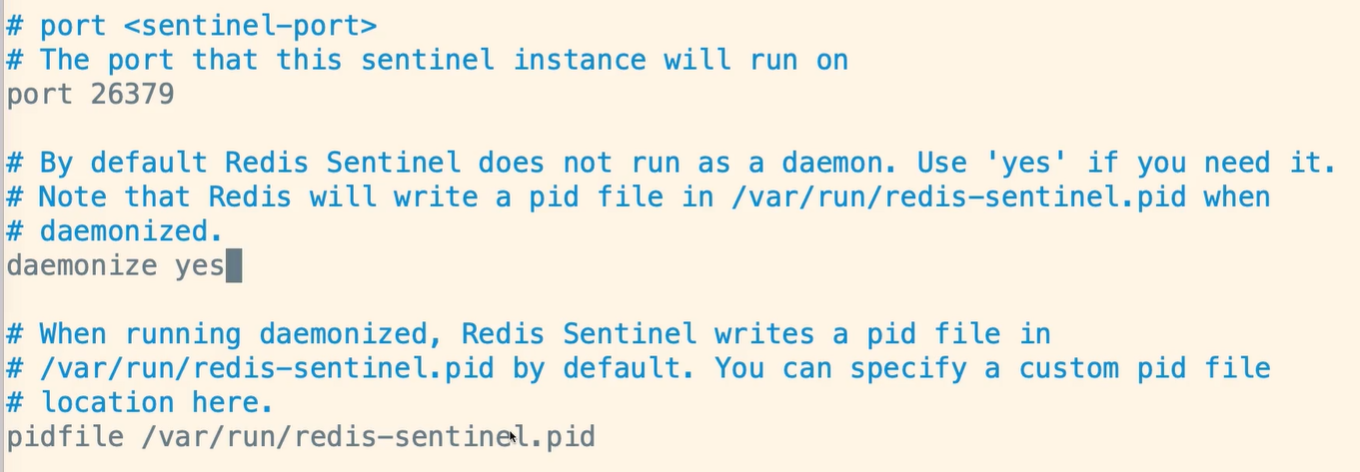 # port <sentinel-port>
# The port that this sentinel instance will run on
port 26379
# By default Redis Sentinel does not run as a daemon. Use 'yes' if you need it.
# Note that Redis will write a pid file in /var/run/redis-sentinel.pid when
# daemonized.
daemonize yes
# When running daemonized, Redis Sentinel writes a pid file in
# /var/run/redis-sentinel.pid by default. You can specify a custom pid file
# location here.
pidfile /var/run/redis-sentinel.pid